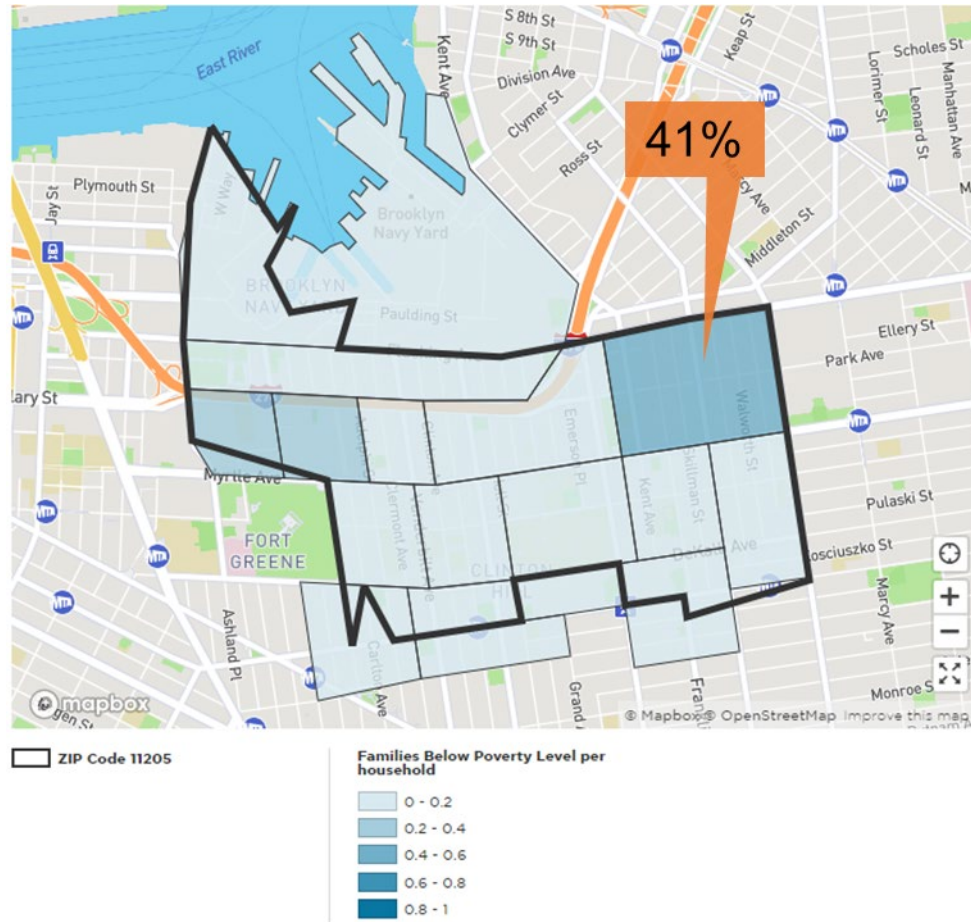 S 8th St
S 9th St
Kent Ave
Keap St
Scholes St
East River
Division Ave
Lorimer St
Leonard St
Manhattan Ave
Clymer St
41%
Ross St
Plymouth St
Jay St
W Way
Brooklyn
Navy Yard
Middleton St
BROOKLYN
Paulding St
Ellery St
Park Ave
Emerson Pl
Walworth St
Skillman St
Myrtle Ave
Clermont Ave
Vanderbilt Ave
Kent Ave
Pulaski St
FORT
GREENE
CLINTON
HILL
DeKalb Ave
Kosciuszko St
Marcy Ave
Ashland Pl
Carlton Ave
Grand A
Monroe S
mapbox
© Mapbox © OpenStreetMap Improve this map
ZIP Code 11205
Families Below Poverty Level per
household
0 - 0.2
0.2 - 0.4
0.4 - 0.6
0.6 - 0.8
0.8 - 1